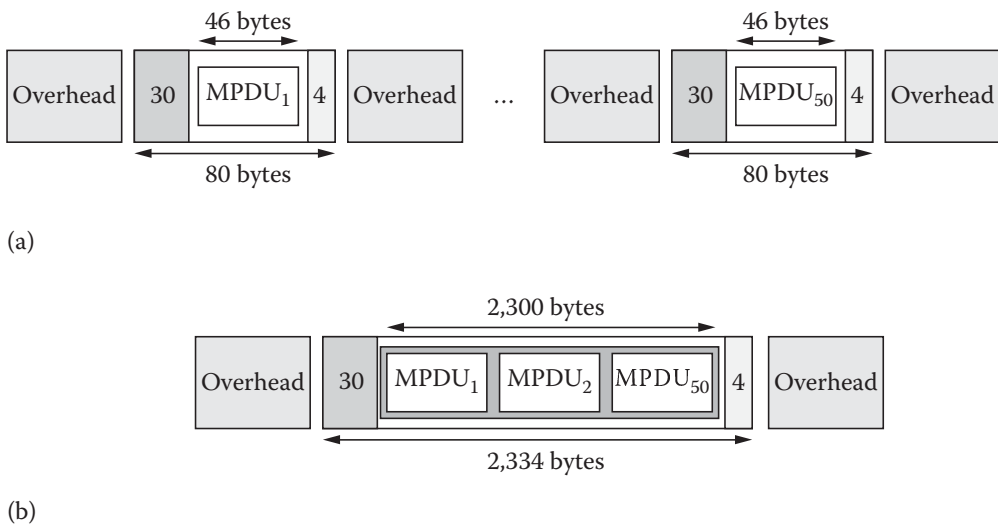 46 bytes 46 bytes
Overhead 30 MPDU₁ 4 Overhead ... Overhead 30 MPDU₅₀ 4 Overhead
80 bytes 80 bytes
(a)
2,300 bytes
Overhead 30 MPDU₁ MPDU₂ MPDU₅₀ 4 Overhead
2,334 bytes
(b)